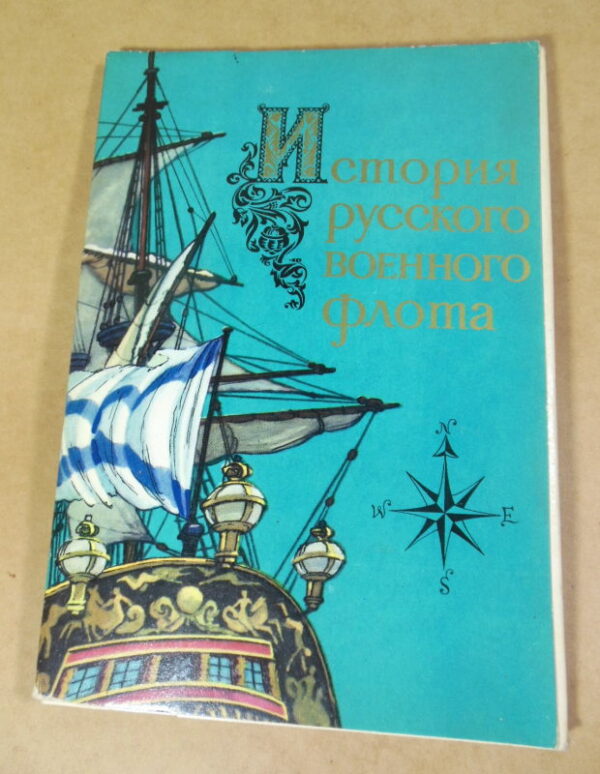 История
русского
военного
флота
N
W E
S